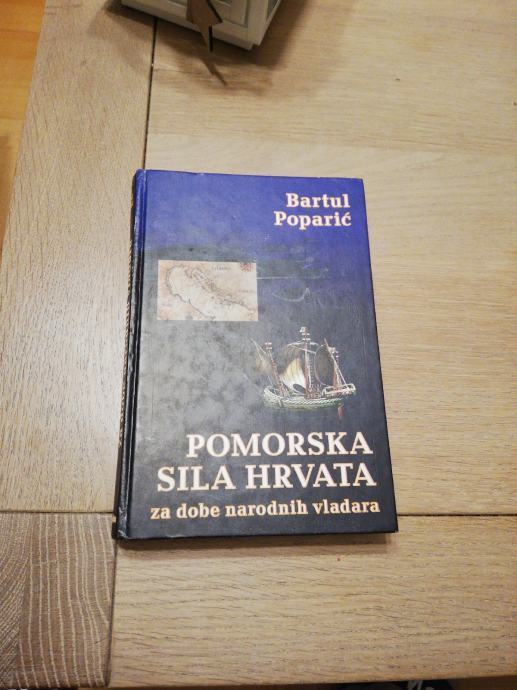 Bartul
Poparić
POMORSKA
SILA HRVATA
za dobe narodnih vladara